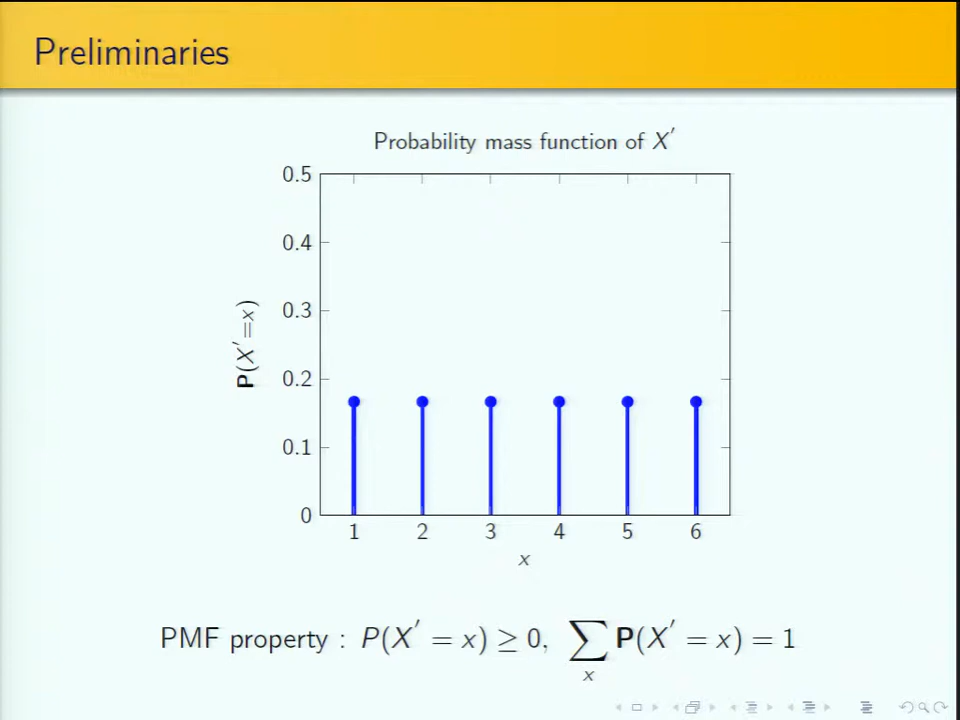 Preliminaries
Probability mass function of X′
0.5
0.4
0.3
0.2
0.1
0
P(X′=x)
1 2 3 4 5 6
x
PMF property : P(X′ = x) ≥ 0, ∑ P(X′ = x) = 1
x